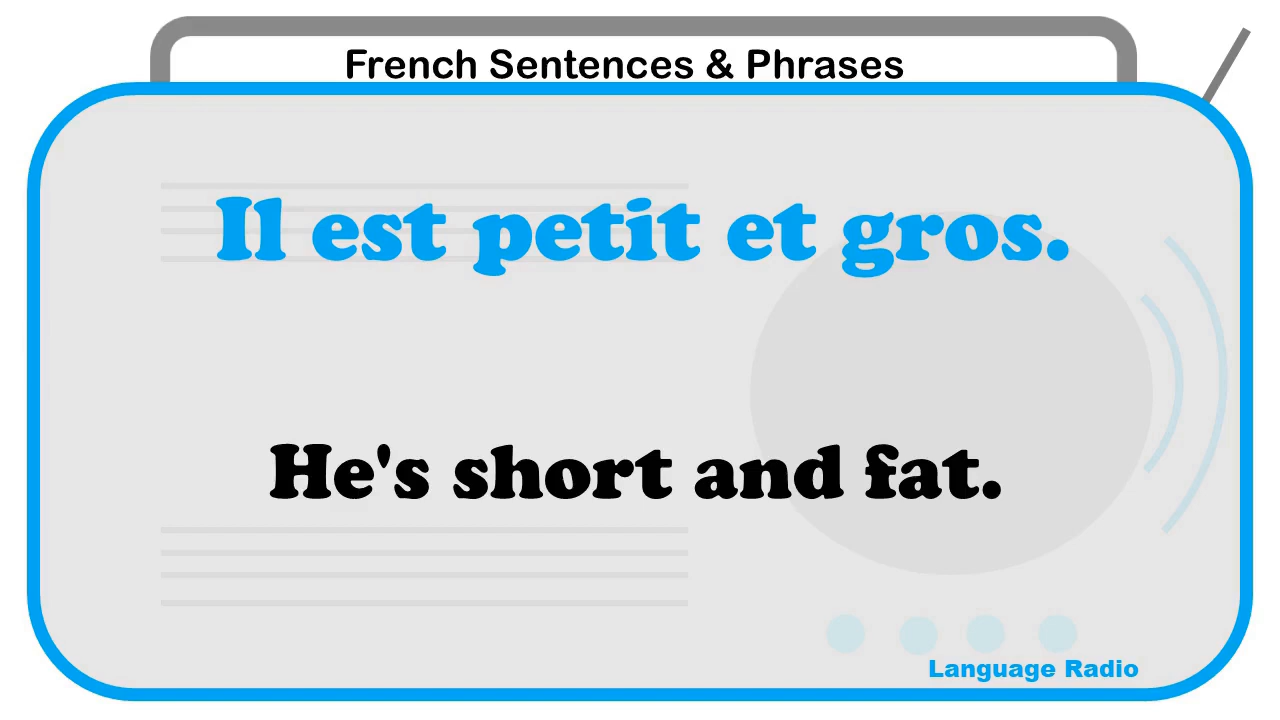 French Sentences & Phrases
Il est petit et gros.
He's short and fat.
Language Radio